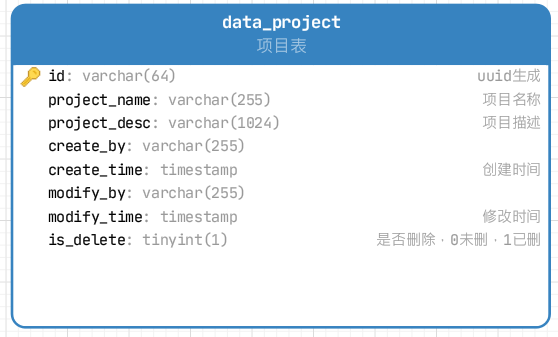 data_project
项目表
id: varchar(64) uuid生成
project_name: varchar(255) 项目名称
project_desc: varchar(1024) 项目描述
create_by: varchar(255)
create_time: timestamp 创建时间
modify_by: varchar(255)
modify_time: timestamp 修改时间
is_delete: tinyint(1) 是否删除，0未删，1已删